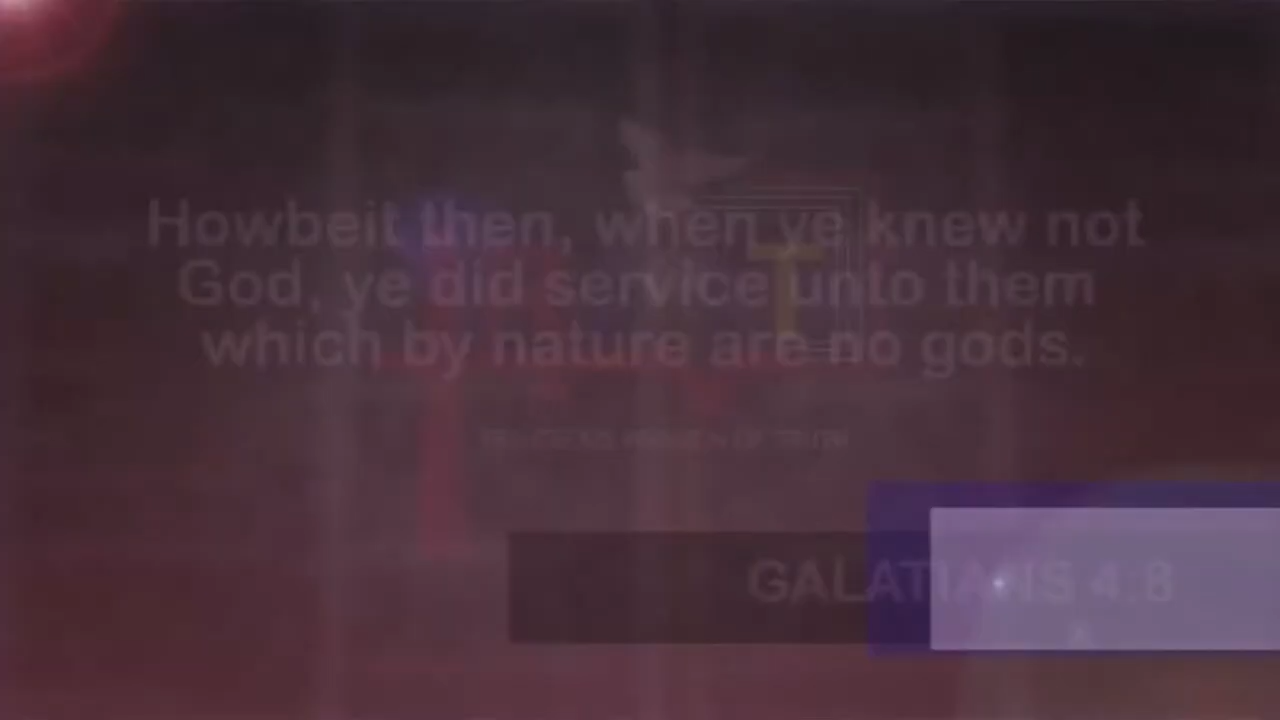 Howbeit then, when ye knew not
God, ye did service unto them
which by nature are no gods.
T
GALATIANS 4:8